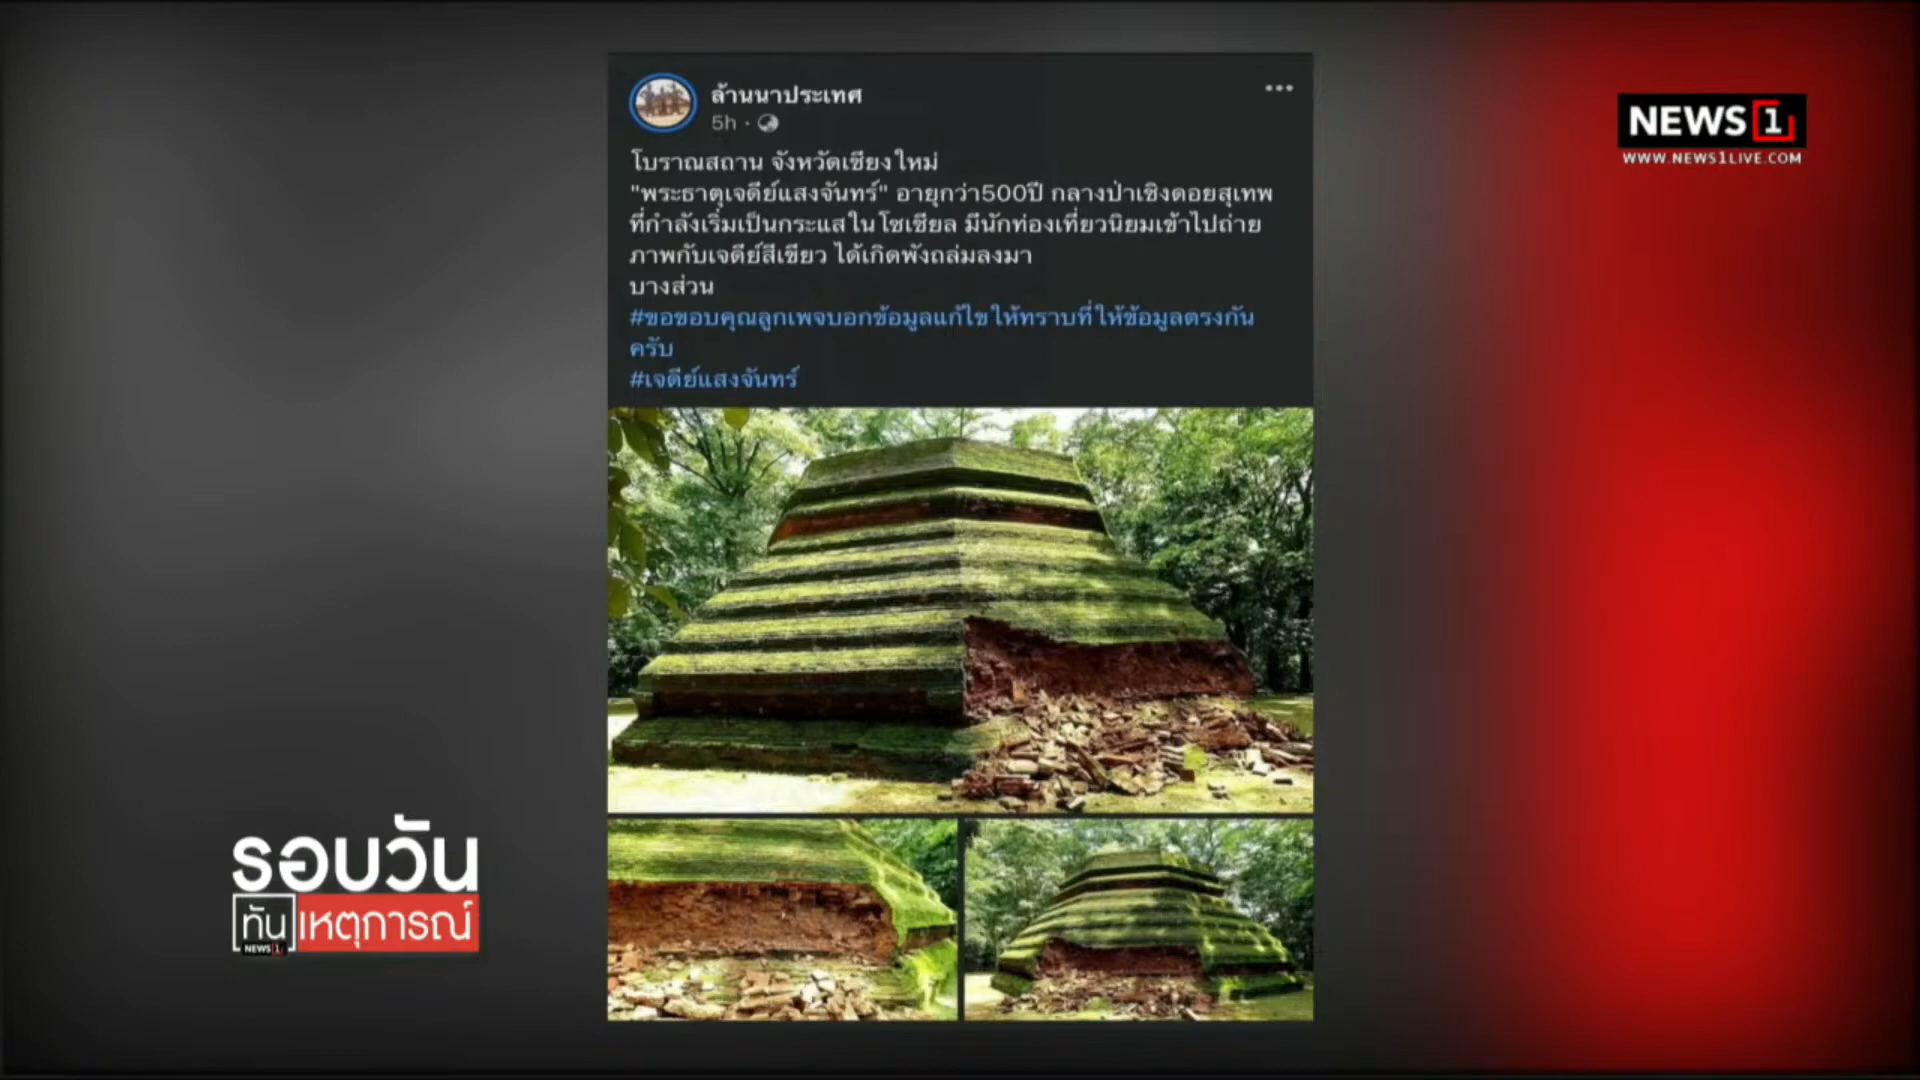 ล้านนาประเทศ
5h
โบราณสถาน จังหวัดเชียงใหม่
"พระธาตุเจดีย์แสงจันทร์" อายุกว่า500ปี กลางป่าเชิงดอยสุเทพ
ที่กำลังเริ่มเป็นกระแสในโซเชียล มีนักท่องเที่ยวนิยมเข้าไปถ่าย
ภาพกับเจดีย์สีเขียว ได้เกิดพังถล่มลงมา
บางส่วน
#ขอขอบคุณลูกเพจบอกข้อมูลแก้ไขให้ทราบที่ให้ข้อมูลตรงกัน
ครับ
#เจดีย์แสงจันทร์
NEWS 1
WWW.NEWS1LIVE.COM
รอบวัน
ทัน เหตุการณ์
NEWS 1